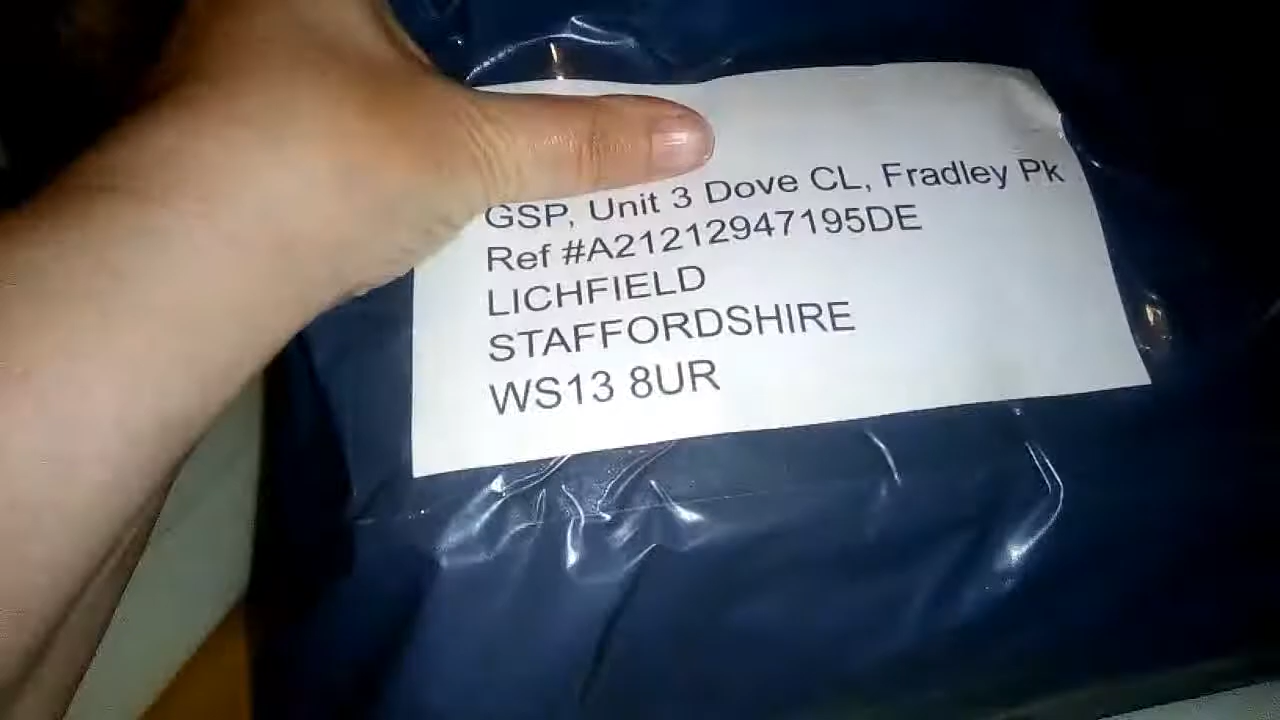 GSP, Unit 3 Dove CL, Fradley Pk
Ref #A21212947195DE
LICHFIELD
STAFFORDSHIRE
WS13 8UR